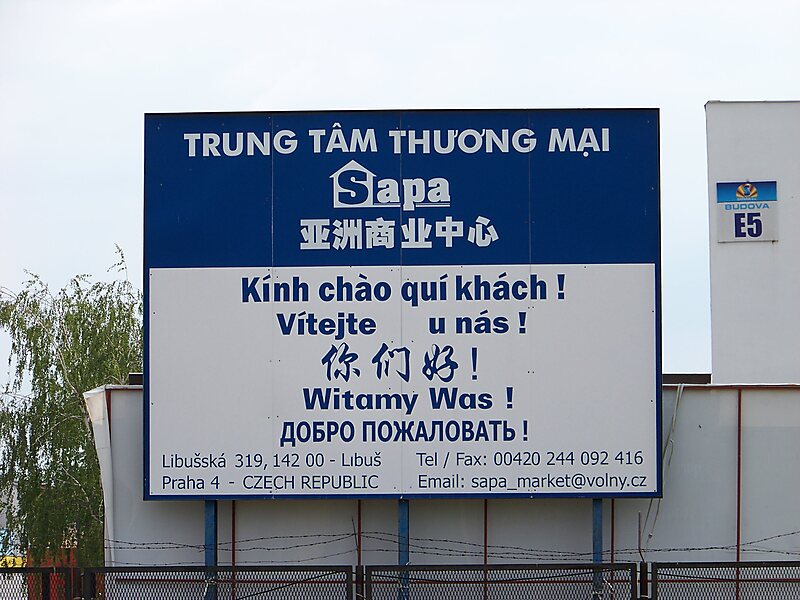 TRUNG TÂM THƯƠNG MẠI
Sapa
亚洲商业中心
Kính chào quí khách !
Vítejte u nás !
你们好!
Witamy Was !
ДОБРО ПОЖАЛОВАТЬ !
Libušská 319, 142 00 - Lıbuš Tel / Fax: 00420 244 092 416
Praha 4 - CZECH REPUBLIC Email: sapa_market@volny.cz
BUDOVA
E5